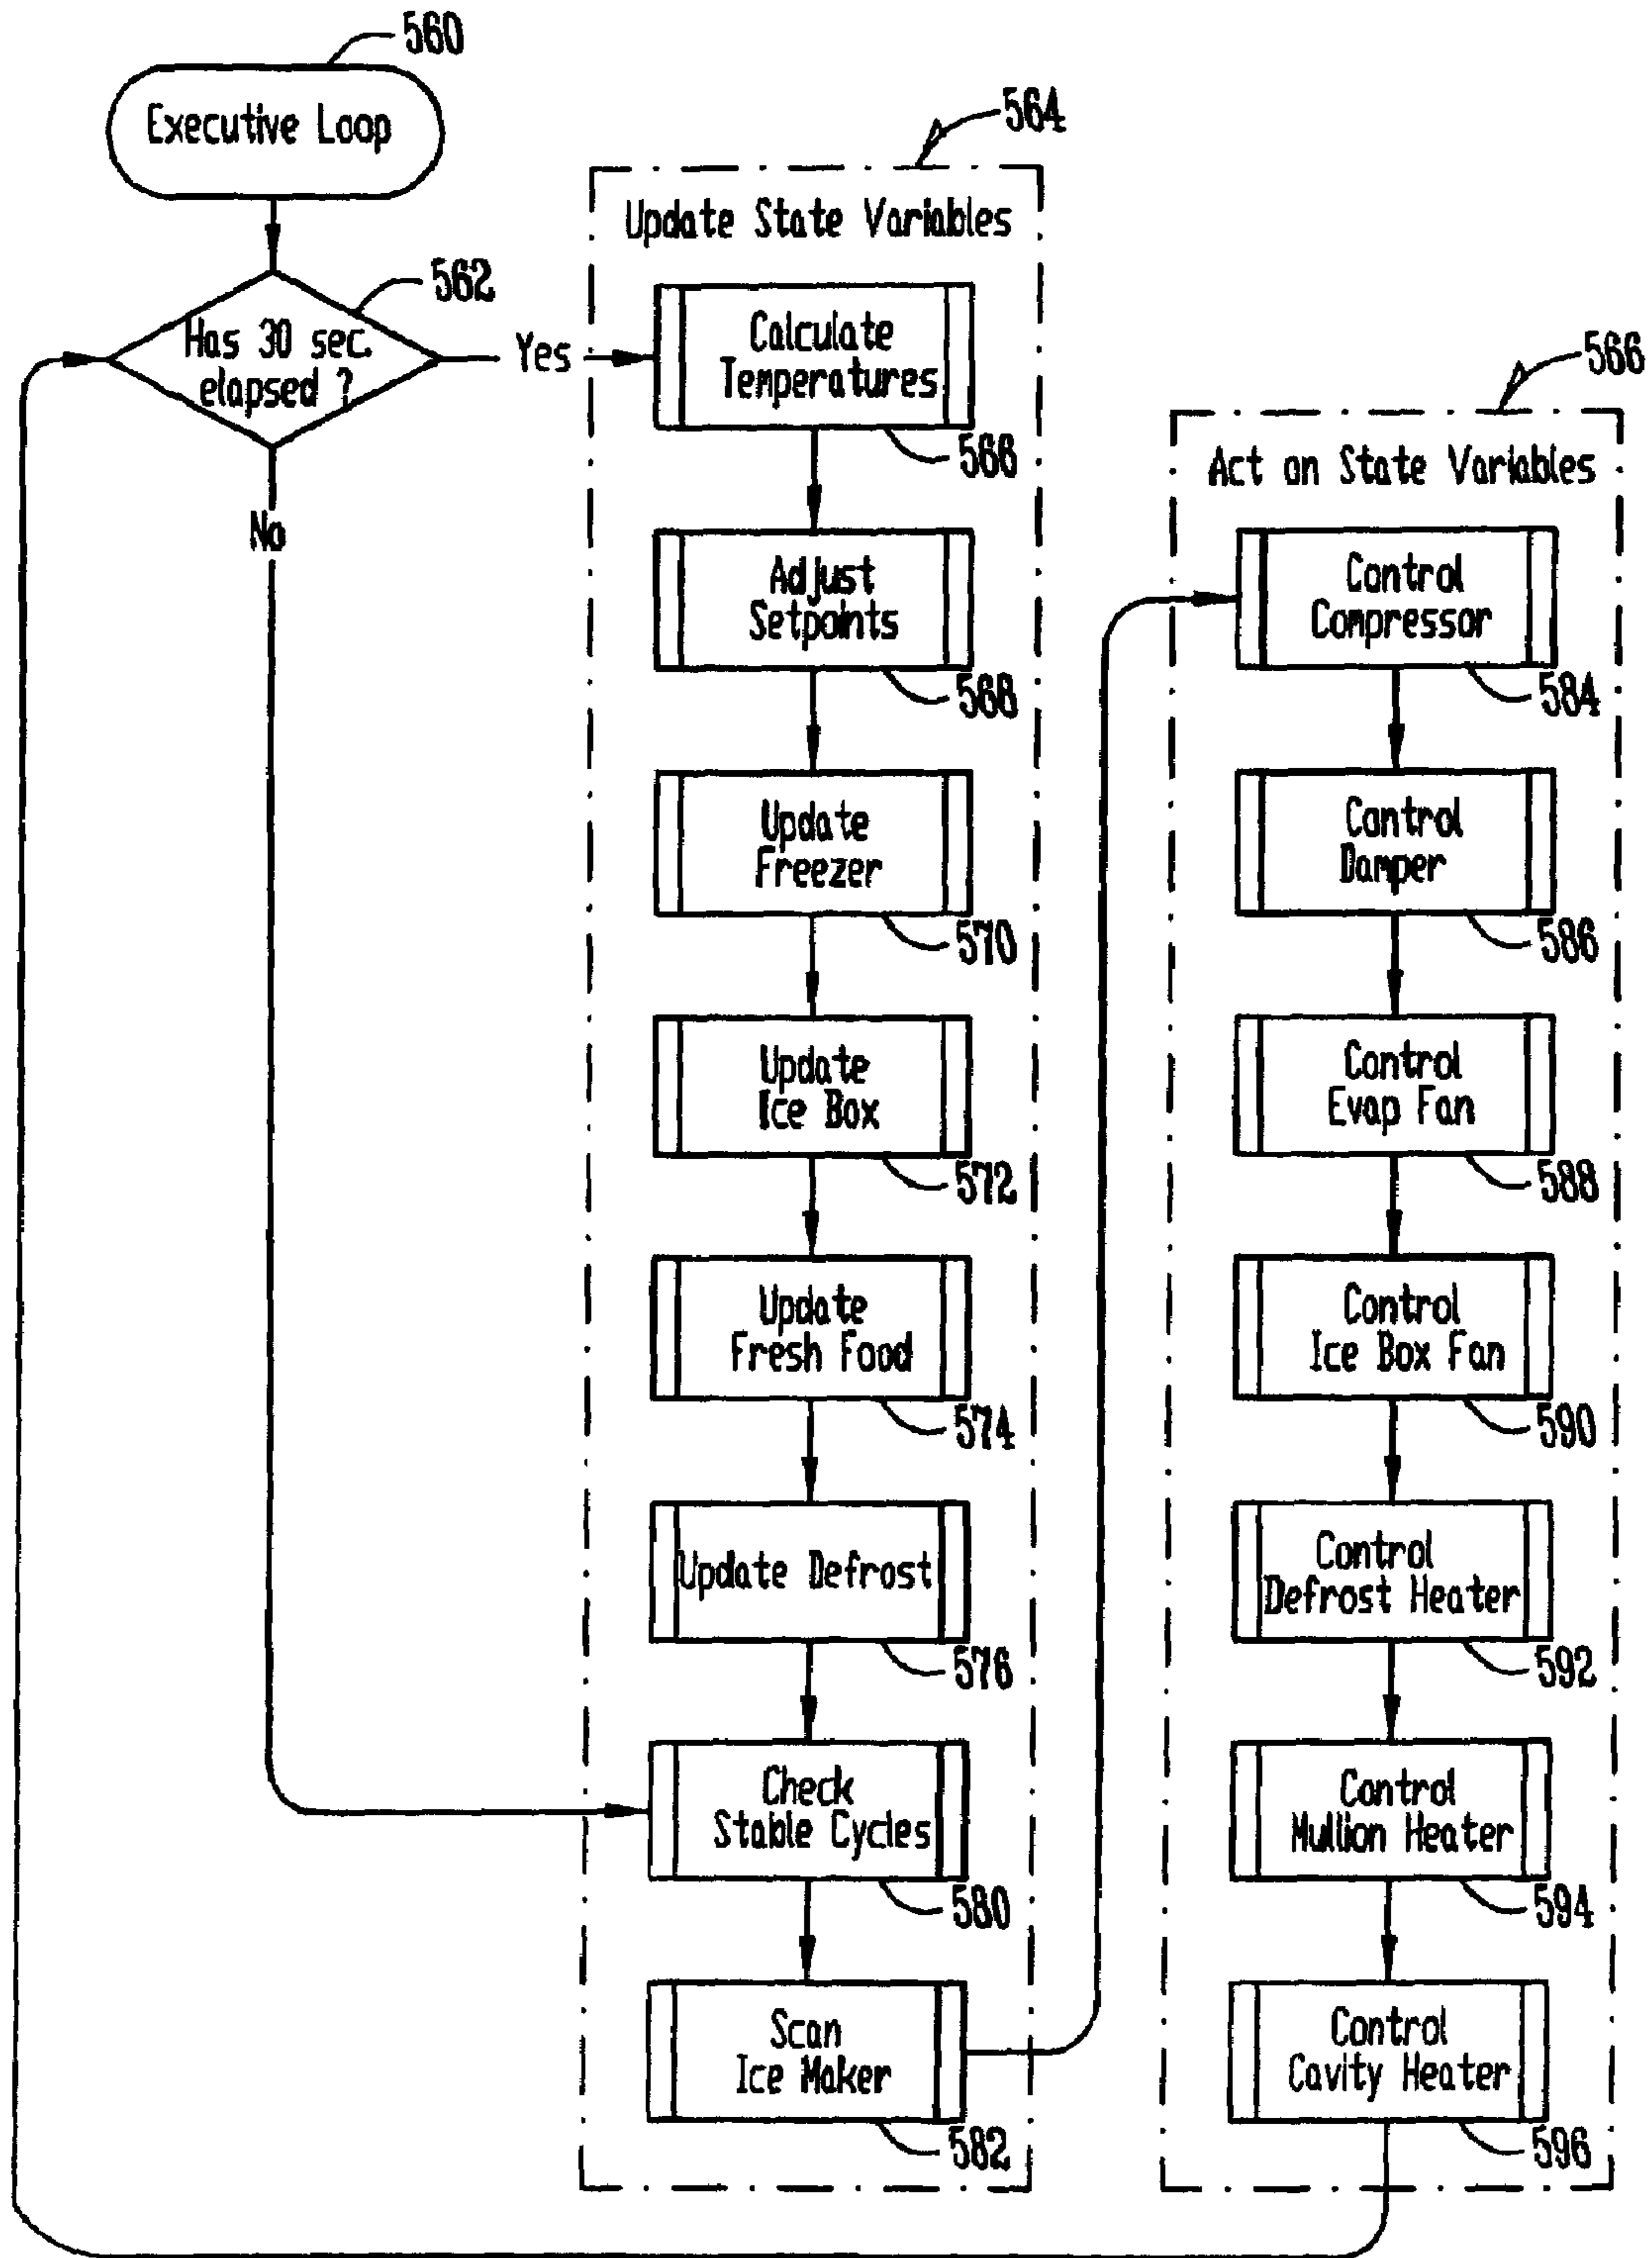 560
Executive Loop
562
Has 30 sec.
elapsed ?
Yes
No
564
Update State Variables
Calculate
Temperatures
566
Adjust
Setpoints
568
Update
Freezer
570
Update
Ice Box
572
Update
Fresh Food
574
Update Defrost
576
Check
Stable Cycles
580
Scan
Ice Maker
582
566
Act on State Variables
Control
Compressor
584
Control
Damper
586
Control
Evap Fan
588
Control
Ice Box Fan
590
Control
Defrost Heater
592
Control
Mullion Heater
594
Control
Cavity Heater
596